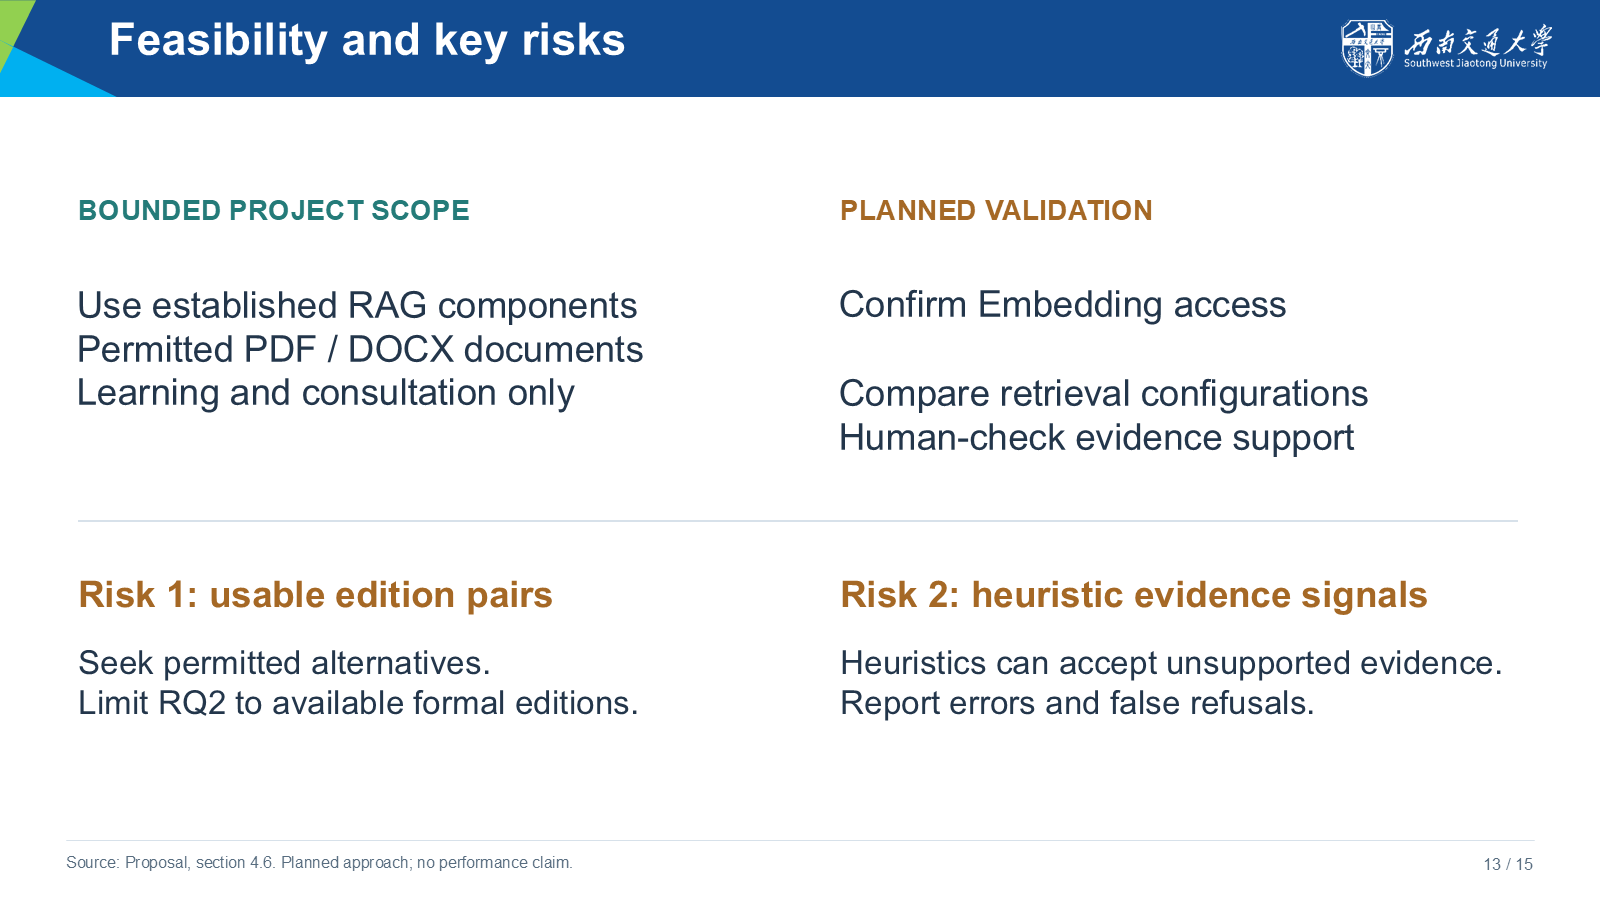 Feasibility and key risks
西南交通大学
Southwest Jiaotong University
BOUNDED PROJECT SCOPE
Use established RAG components
Permitted PDF / DOCX documents
Learning and consultation only
PLANNED VALIDATION
Confirm Embedding access
Compare retrieval configurations
Human-check evidence support
Risk 1: usable edition pairs
Seek permitted alternatives.
Limit RQ2 to available formal editions.
Risk 2: heuristic evidence signals
Heuristics can accept unsupported evidence.
Report errors and false refusals.
Source: Proposal, section 4.6. Planned approach; no performance claim.
13 / 15